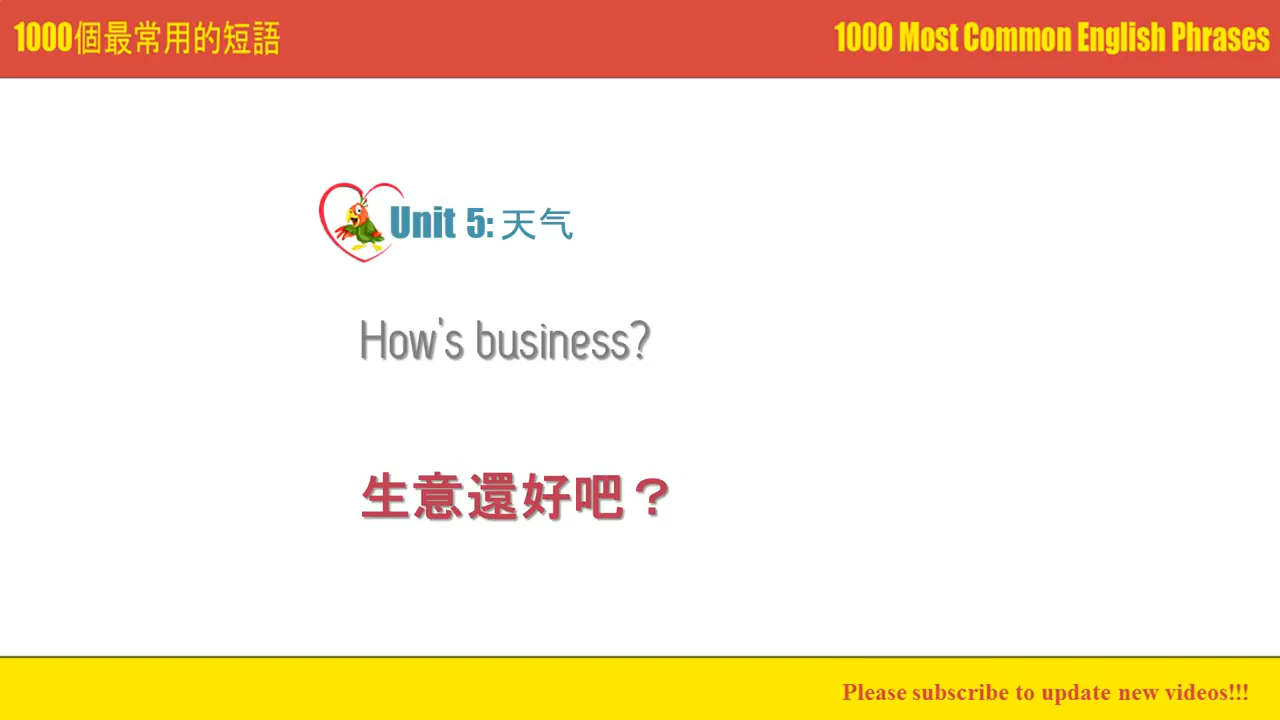 1000個最常用的短語
1000 Most Common English Phrases
Unit 5: 天气
How's business?
生意還好吧？
Please subscribe to update new videos!!!